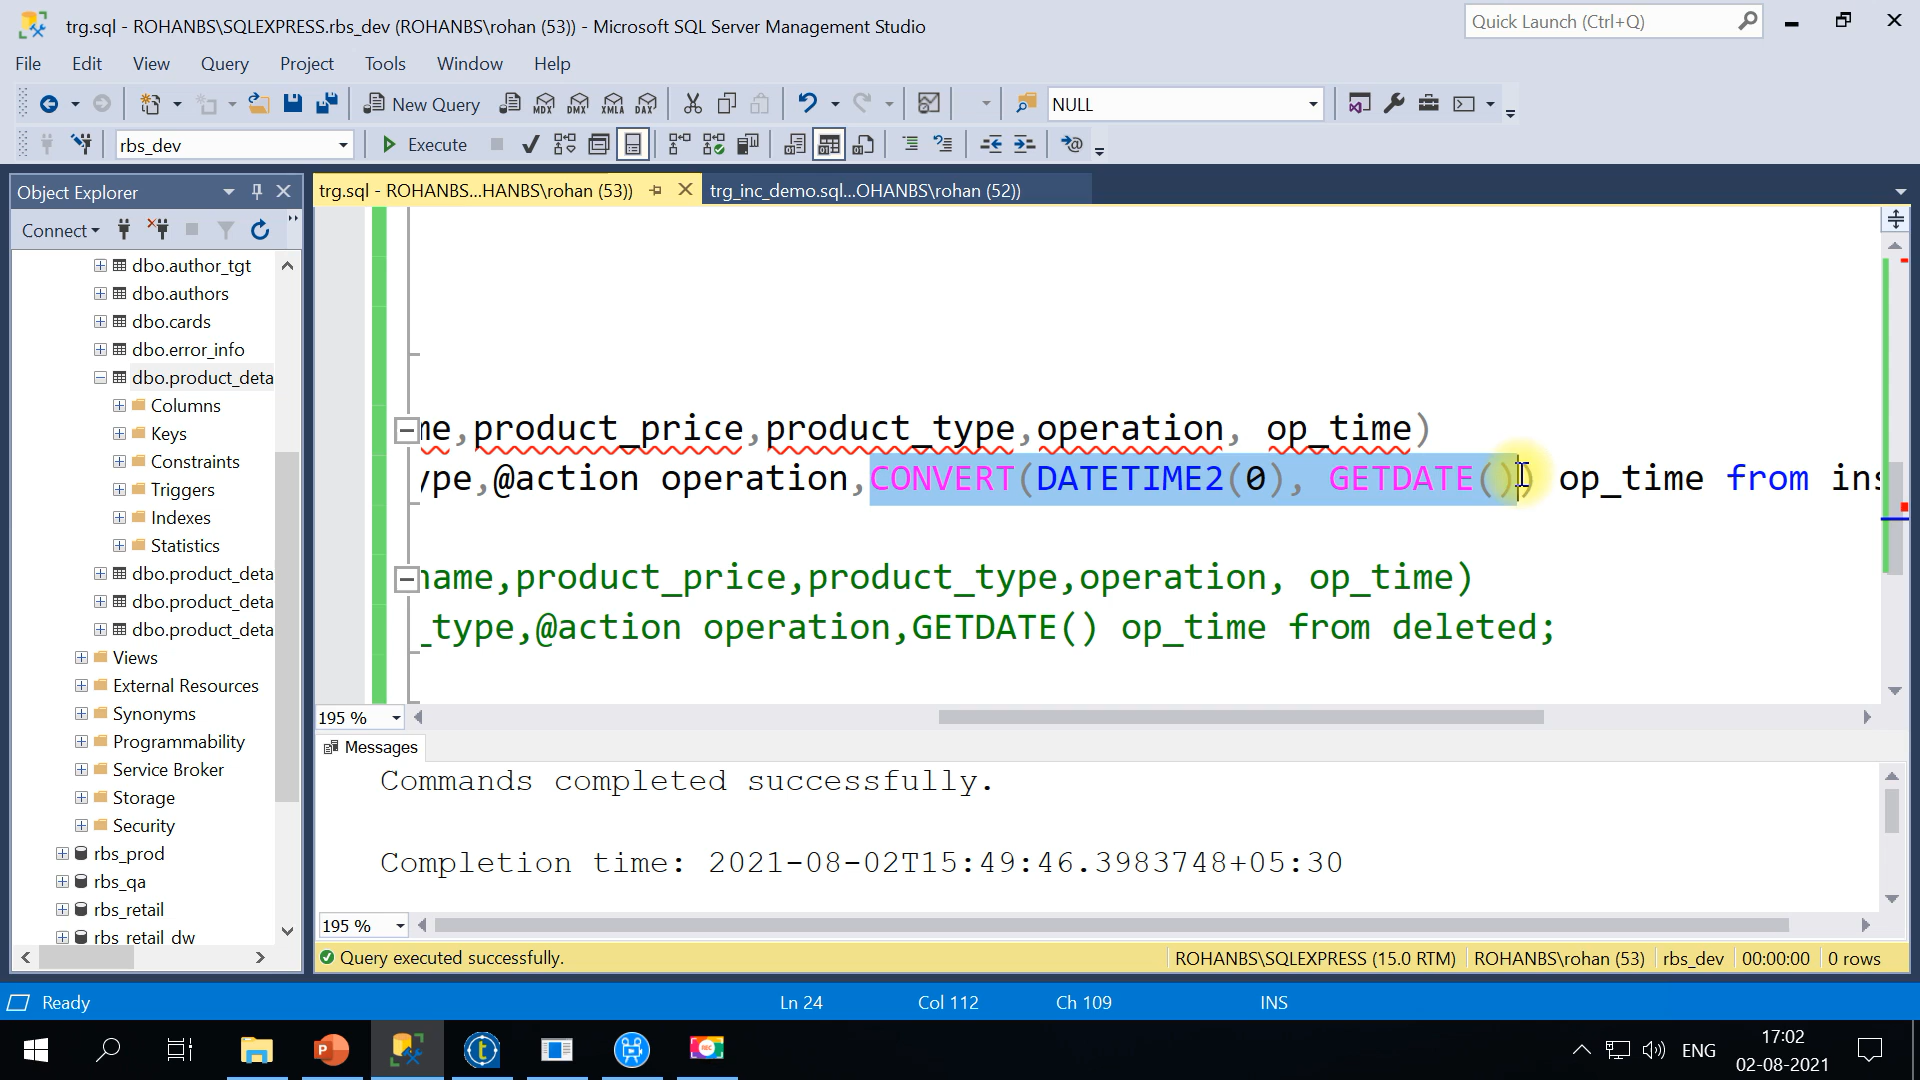 trg.sql - ROHANBS\SQLEXPRESS.rbs_dev (ROHANBS\rohan (53)) - Microsoft SQL Server Management Studio
Quick Launch (Ctrl+Q)
File Edit View Query Project Tools Window Help
New Query MDX DMX XMLA DAX NULL
rbs_dev Execute
Object Explorer
Connect
dbo.author_tgt
dbo.authors
dbo.cards
dbo.error_info
dbo.product_deta
Columns
Keys
Constraints
Triggers
Indexes
Statistics
dbo.product_deta
dbo.product_deta
dbo.product_deta
Views
External Resources
Synonyms
Programmability
Service Broker
Storage
Security
rbs_prod
rbs_qa
rbs_retail
rbs_retail_dw
trg.sql - ROHANBS...HANBS\rohan (53)) trg_inc_demo.sql...OHANBS\rohan (52))
me,product_price,product_type,operation, op_time)
ype,@action operation,CONVERT(DATETIME2(0), GETDATE()) op_time from ins
name,product_price,product_type,operation, op_time)
_type,@action operation,GETDATE() op_time from deleted;
195 %
Messages
Commands completed successfully.
Completion time: 2021-08-02T15:49:46.3983748+05:30
195 %
Query executed successfully. ROHANBS\SQLEXPRESS (15.0 RTM) ROHANBS\rohan (53) rbs_dev 00:00:00 0 rows
Ready Ln 24 Col 112 Ch 109 INS
P t REC ENG 17:02
02-08-2021